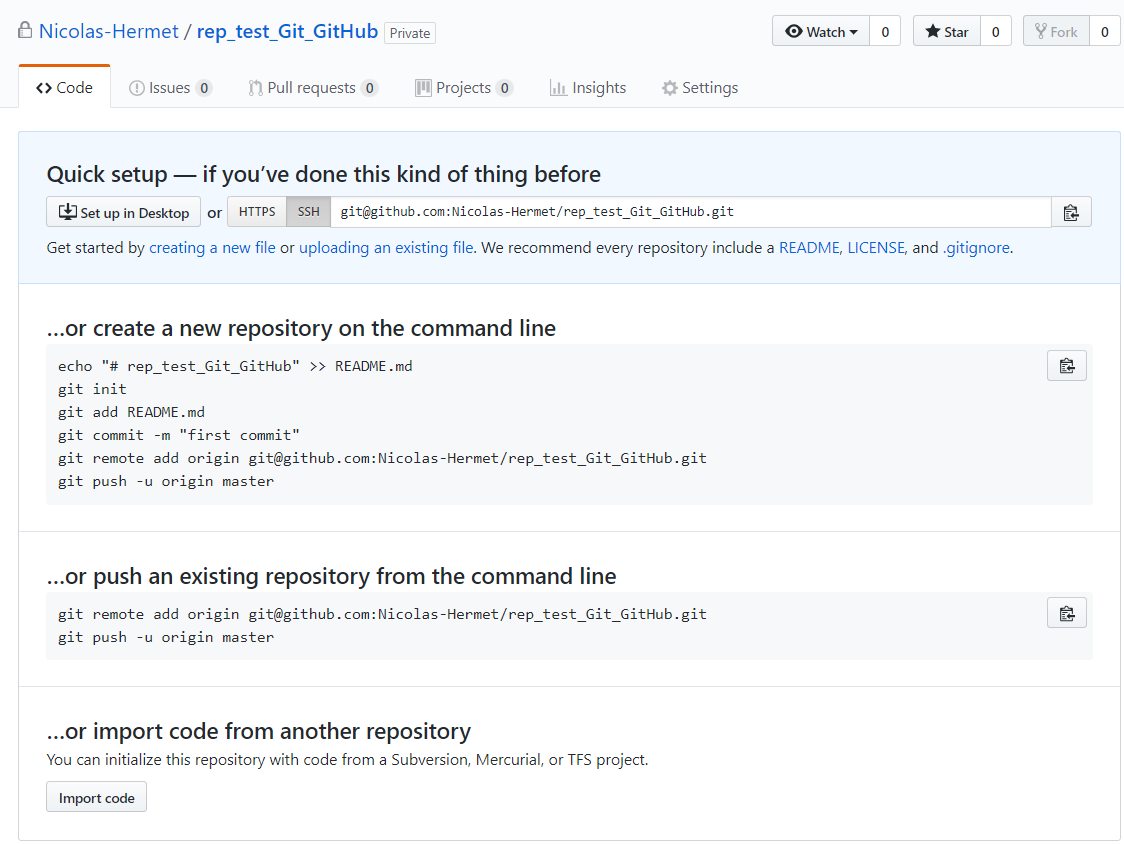 Nicolas-Hermet / rep_test_Git_GitHub Private
Watch 0 Star 0 Fork 0
Code Issues 0 Pull requests 0 Projects 0 Insights Settings
Quick setup — if you’ve done this kind of thing before
Set up in Desktop or HTTPS SSH git@github.com:Nicolas-Hermet/rep_test_Git_GitHub.git
Get started by creating a new file or uploading an existing file. We recommend every repository include a README, LICENSE, and .gitignore.
…or create a new repository on the command line
echo "# rep_test_Git_GitHub" >> README.md
git init
git add README.md
git commit -m "first commit"
git remote add origin git@github.com:Nicolas-Hermet/rep_test_Git_GitHub.git
git push -u origin master
…or push an existing repository from the command line
git remote add origin git@github.com:Nicolas-Hermet/rep_test_Git_GitHub.git
git push -u origin master
…or import code from another repository
You can initialize this repository with code from a Subversion, Mercurial, or TFS project.
Import code